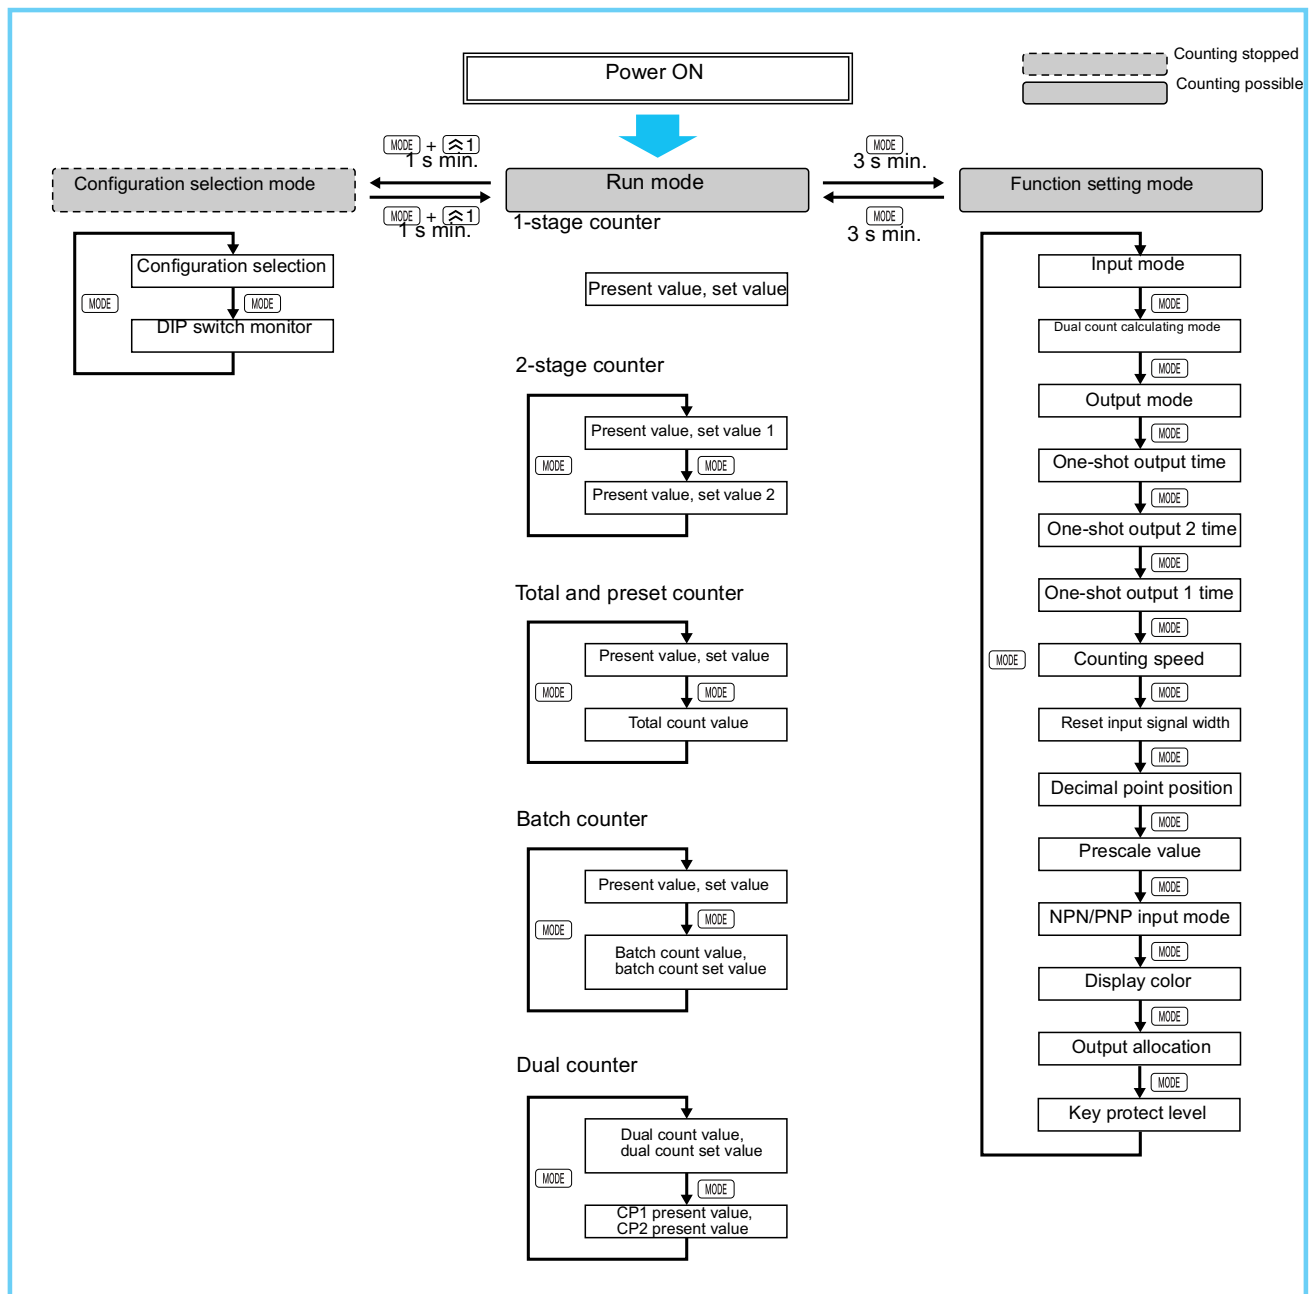 Power ON
Counting stopped
Counting possible
MODE + 1
1 s min.
MODE
3 s min.
Configuration selection mode
Run mode
Function setting mode
MODE + 1
1 s min.
MODE
3 s min.
Configuration selection
MODE
MODE
DIP switch monitor
1-stage counter
Present value, set value
2-stage counter
Present value, set value 1
MODE
MODE
Present value, set value 2
Total and preset counter
Present value, set value
MODE
MODE
Total count value
Batch counter
Present value, set value
MODE
MODE
Batch count value,
batch count set value
Dual counter
Dual count value,
dual count set value
MODE
MODE
CP1 present value,
CP2 present value
Input mode
MODE
Dual count calculating mode
MODE
Output mode
MODE
One-shot output time
MODE
One-shot output 2 time
MODE
One-shot output 1 time
MODE
MODE
Counting speed
MODE
Reset input signal width
MODE
Decimal point position
MODE
Prescale value
MODE
NPN/PNP input mode
MODE
Display color
MODE
Output allocation
MODE
Key protect level